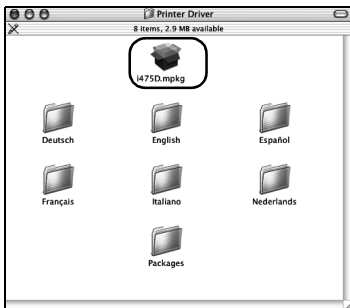 Printer Driver
8 items, 2.9 MB available
i475D.mpkg
Deutsch English Español
Français Italiano Nederlands
Packages